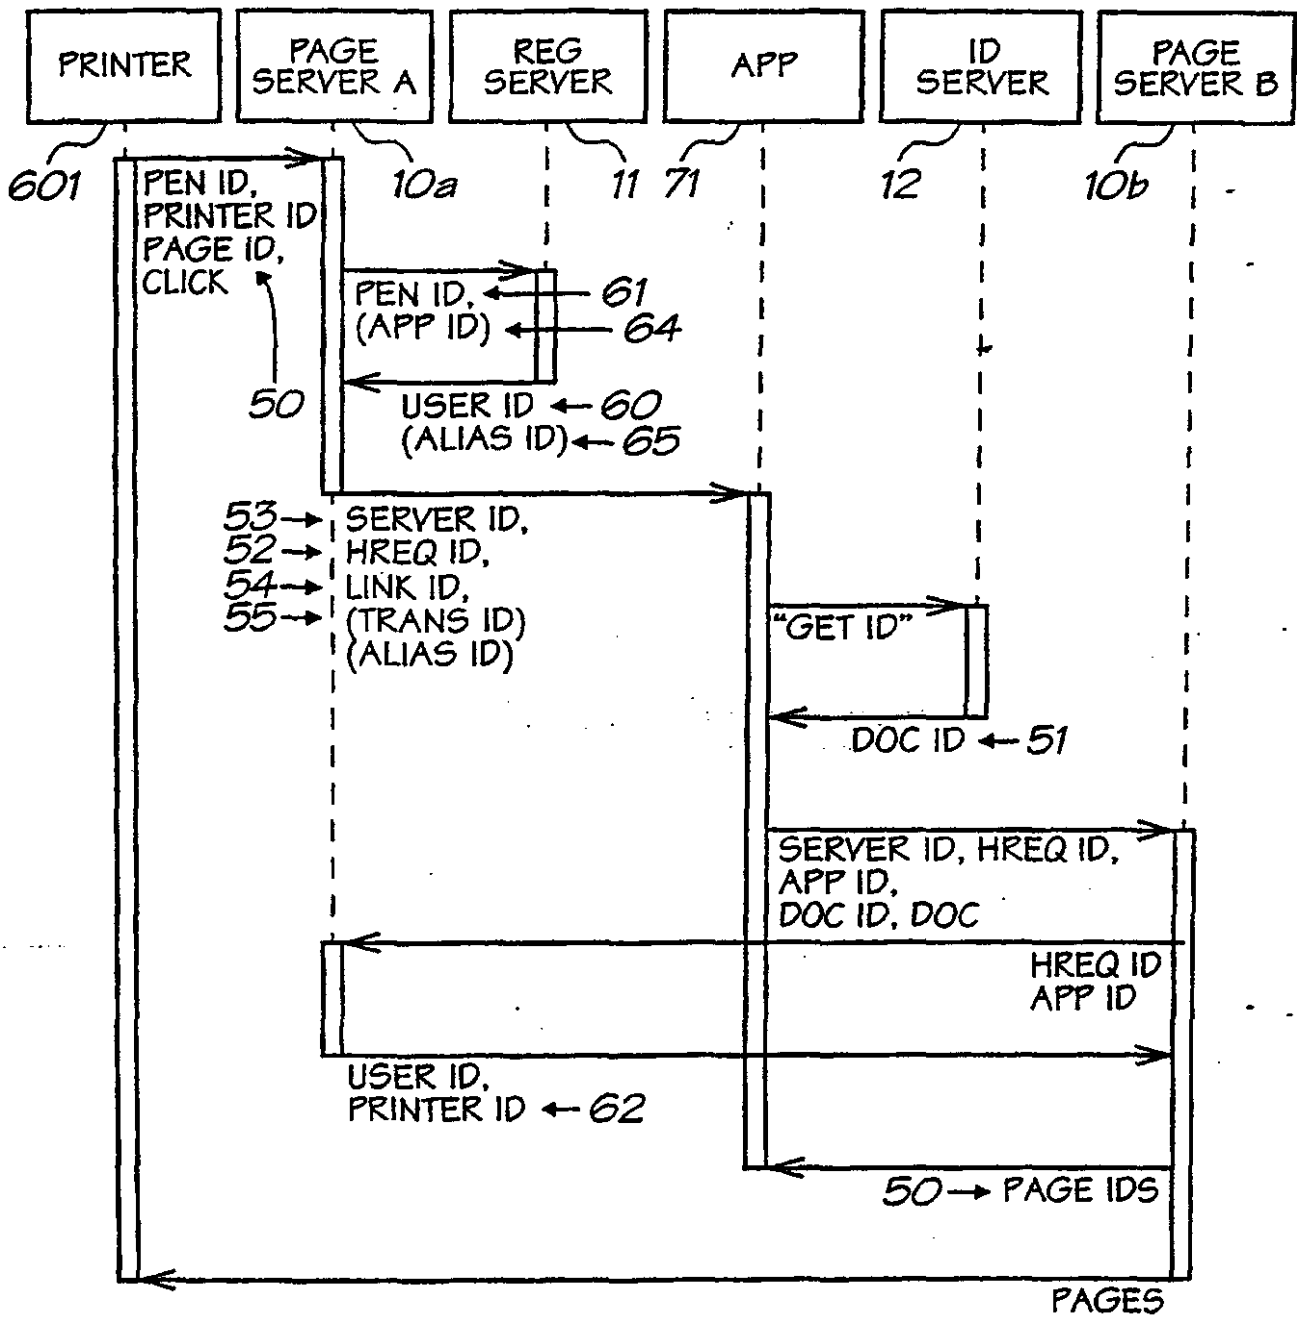 PRINTER
PAGE
SERVER A
REG
SERVER
APP
ID
SERVER
PAGE
SERVER B
601
10a
11
71
12
10b
PEN ID,
PRINTER ID
PAGE ID,
CLICK
50
PEN ID,
61
(APP ID)
64
USER ID
60
(ALIAS ID)
65
53
SERVER ID,
52
HREQ ID,
54
LINK ID,
55
(TRANS ID)
(ALIAS ID)
"GET ID"
DOC ID
51
SERVER ID, HREQ ID,
APP ID,
DOC ID, DOC
HREQ ID
APP ID
USER ID,
PRINTER ID
62
50
PAGE IDS
PAGES